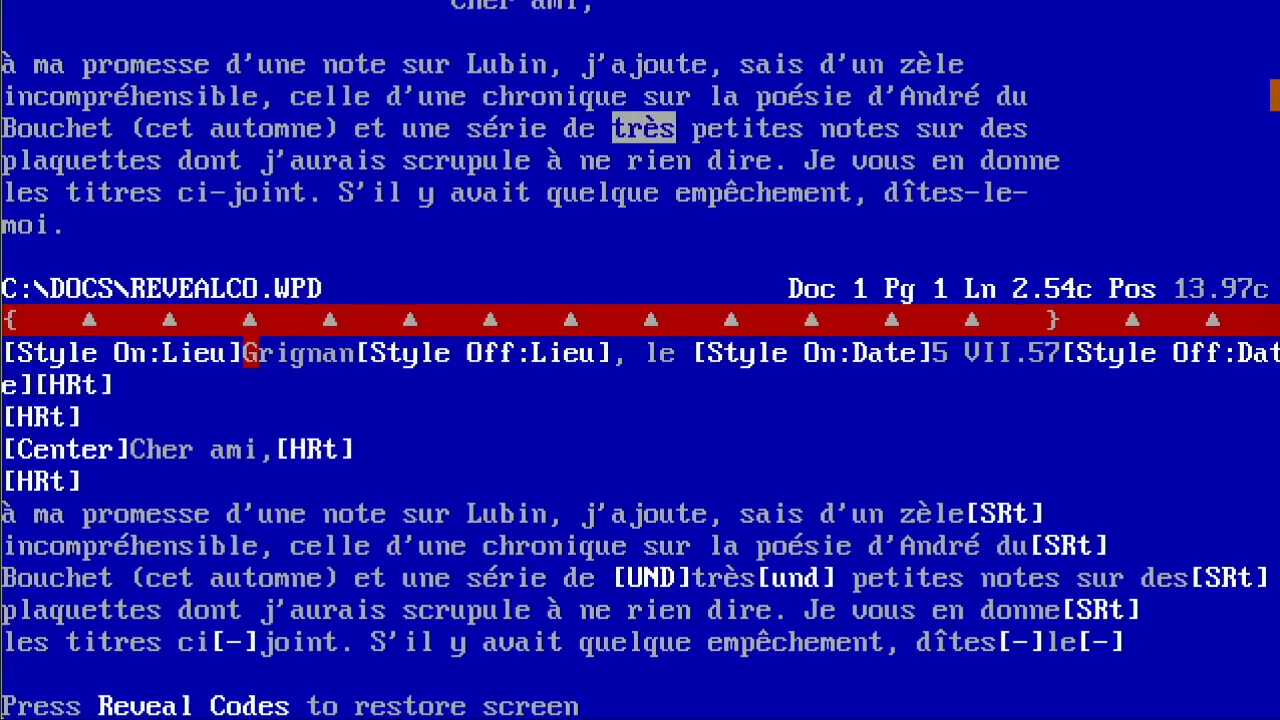 Cher ami,
à ma promesse d'une note sur Lubin, j'ajoute, sais d'un zèle
incompréhensible, celle d'une chronique sur la poésie d'André du
Bouchet (cet automne) et une série de très petites notes sur des
plaquettes dont j'aurais scrupule à ne rien dire. Je vous en donne
les titres ci-joint. S'il y avait quelque empêchement, dîtes-le-
moi.
C:\DOCS\REVEALCO.WPD Doc 1 Pg 1 Ln 2.54c Pos 13.97c
{ ▲ ▲ ▲ ▲ ▲ ▲ ▲ ▲ ▲ ▲ ▲ ▲ } ▲ ▲
[Style On:Lieu]Grignan[Style Off:Lieu], le [Style On:Date]5 VII.57[Style Off:Dat
e][HRt]
[HRt]
[Center]Cher ami,[HRt]
[HRt]
à ma promesse d'une note sur Lubin, j'ajoute, sais d'un zèle[SRt]
incompréhensible, celle d'une chronique sur la poésie d'André du[SRt]
Bouchet (cet automne) et une série de [UND]très[und] petites notes sur des[SRt]
plaquettes dont j'aurais scrupule à ne rien dire. Je vous en donne[SRt]
les titres ci[-]joint. S'il y avait quelque empêchement, dîtes[-]le[-]
Press Reveal Codes to restore screen